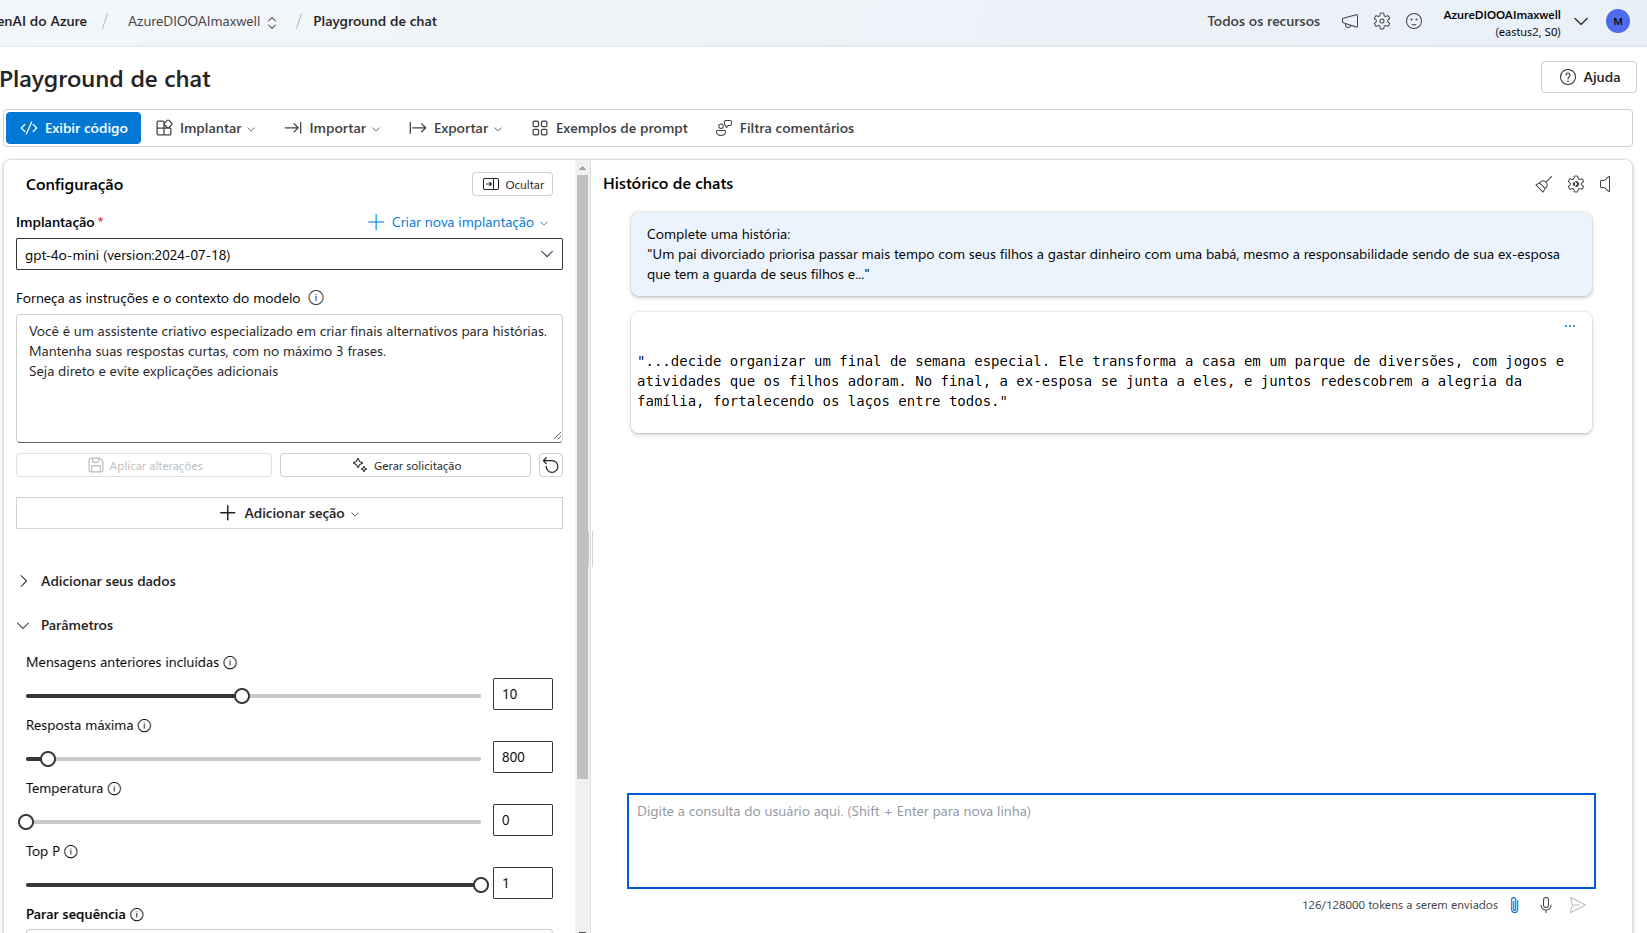 enAI do Azure / AzureDIOOAImaxwell / Playground de chat
Todos os recursos
AzureDIOOAImaxwell
(eastus2, S0)
M
Playground de chat
Ajuda
Exibir código
Implantar
Importar
Exportar
Exemplos de prompt
Filtra comentários
Configuração
Ocultar
Implantação *
Criar nova implantação
gpt-4o-mini (version:2024-07-18)
Forneça as instruções e o contexto do modelo
Você é um assistente criativo especializado em criar finais alternativos para histórias.
Mantenha suas respostas curtas, com no máximo 3 frases.
Seja direto e evite explicações adicionais
Aplicar alterações
Gerar solicitação
Adicionar seção
Adicionar seus dados
Parâmetros
Mensagens anteriores incluídas
10
Resposta máxima
800
Temperatura
0
Top P
1
Parar sequência
Histórico de chats
Complete uma história:
"Um pai divorciado priorisa passar mais tempo com seus filhos a gastar dinheiro com uma babá, mesmo a responsabilidade sendo de sua ex-esposa
que tem a guarda de seus filhos e..."
...
"...decide organizar um final de semana especial. Ele transforma a casa em um parque de diversões, com jogos e
atividades que os filhos adoram. No final, a ex-esposa se junta a eles, e juntos redescobrem a alegria da
família, fortalecendo os laços entre todos."
Digite a consulta do usuário aqui. (Shift + Enter para nova linha)
126/128000 tokens a serem enviados